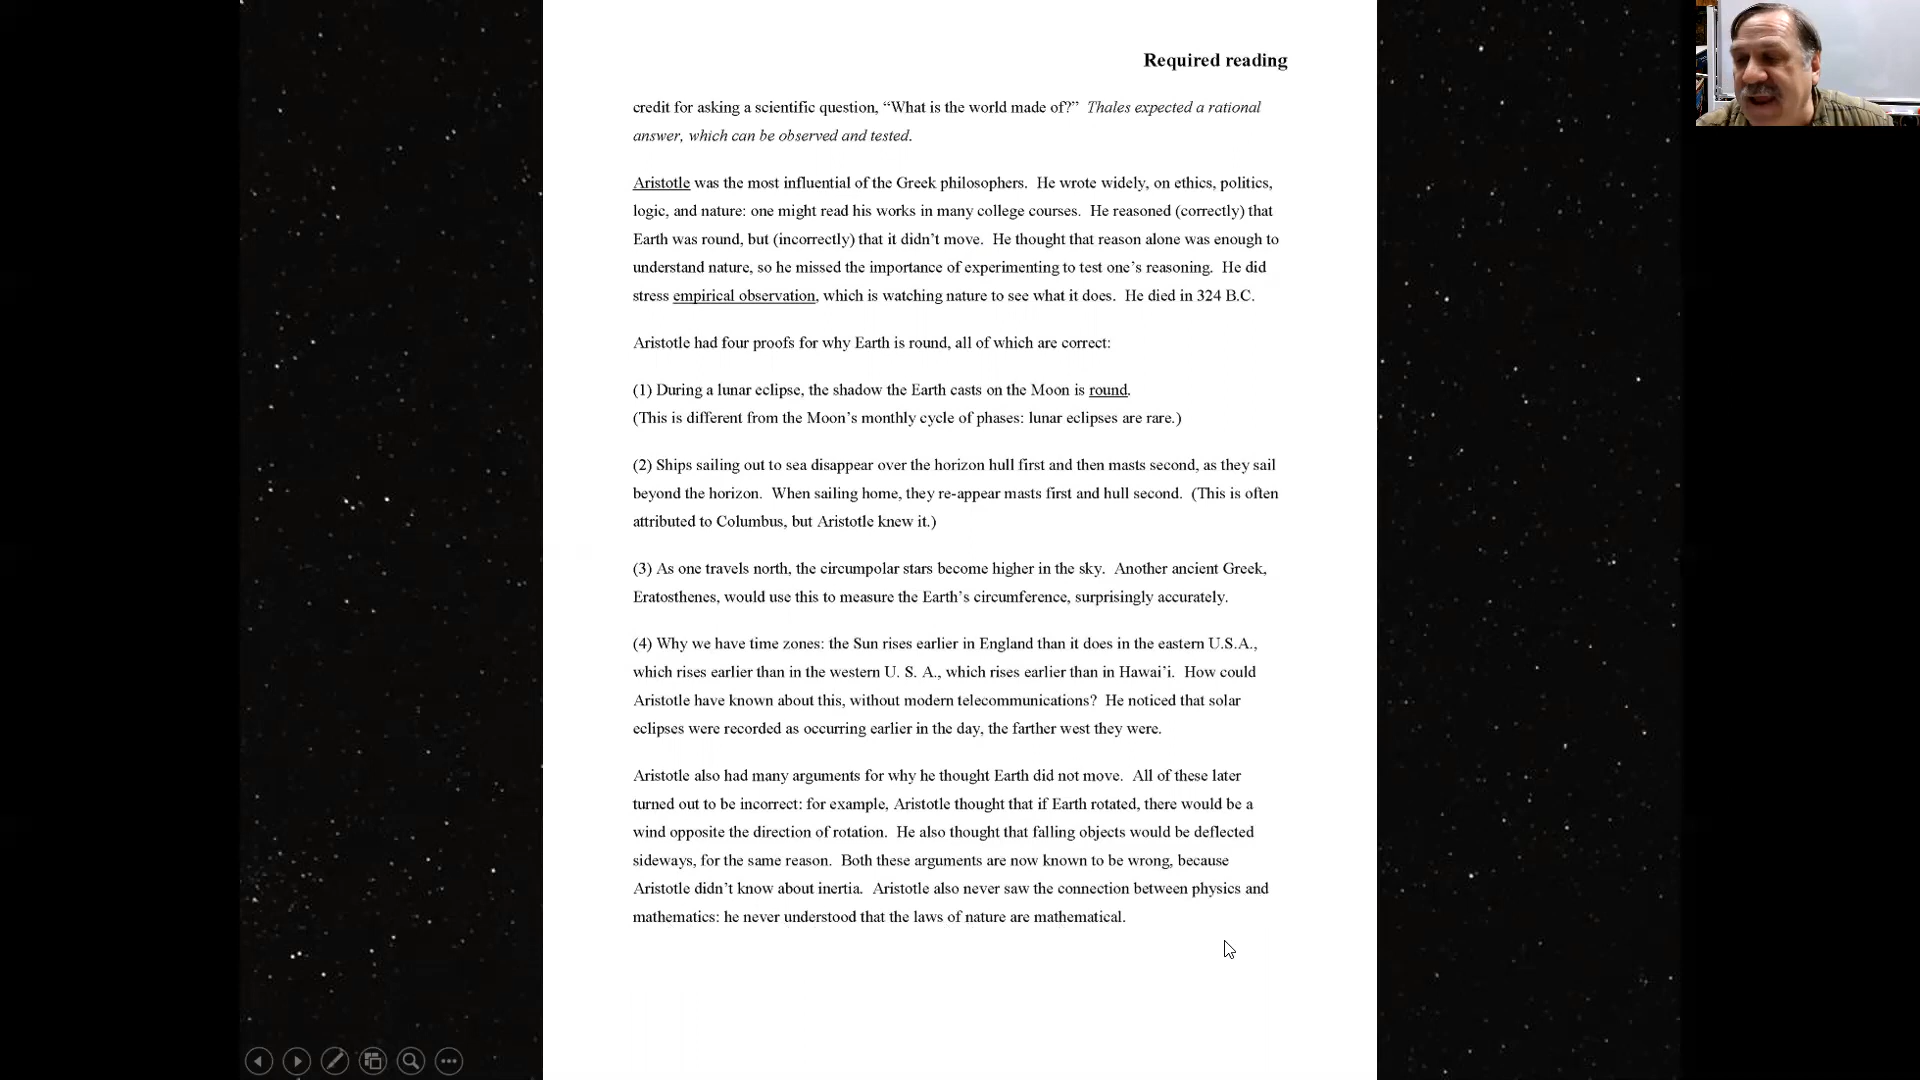 Required reading
credit for asking a scientific question, “What is the world made of?”  Thales expected a rational
answer, which can be observed and tested.
Aristotle was the most influential of the Greek philosophers.  He wrote widely, on ethics, politics,
logic, and nature: one might read his works in many college courses.  He reasoned (correctly) that
Earth was round, but (incorrectly) that it didn’t move.  He thought that reason alone was enough to
understand nature, so he missed the importance of experimenting to test one’s reasoning.  He did
stress empirical observation, which is watching nature to see what it does.  He died in 324 B.C.
Aristotle had four proofs for why Earth is round, all of which are correct:
(1) During a lunar eclipse, the shadow the Earth casts on the Moon is round.
(This is different from the Moon’s monthly cycle of phases: lunar eclipses are rare.)
(2) Ships sailing out to sea disappear over the horizon hull first and then masts second, as they sail
beyond the horizon.  When sailing home, they re-appear masts first and hull second.  (This is often
attributed to Columbus, but Aristotle knew it.)
(3) As one travels north, the circumpolar stars become higher in the sky.  Another ancient Greek,
Eratosthenes, would use this to measure the Earth’s circumference, surprisingly accurately.
(4) Why we have time zones: the Sun rises earlier in England than it does in the eastern U.S.A.,
which rises earlier than in the western U. S. A., which rises earlier than in Hawai’i.  How could
Aristotle have known about this, without modern telecommunications?  He noticed that solar
eclipses were recorded as occurring earlier in the day, the farther west they were.
Aristotle also had many arguments for why he thought Earth did not move.  All of these later
turned out to be incorrect: for example, Aristotle thought that if Earth rotated, there would be a
wind opposite the direction of rotation.  He also thought that falling objects would be deflected
sideways, for the same reason.  Both these arguments are now known to be wrong, because
Aristotle didn’t know about inertia.  Aristotle also never saw the connection between physics and
mathematics: he never understood that the laws of nature are mathematical.